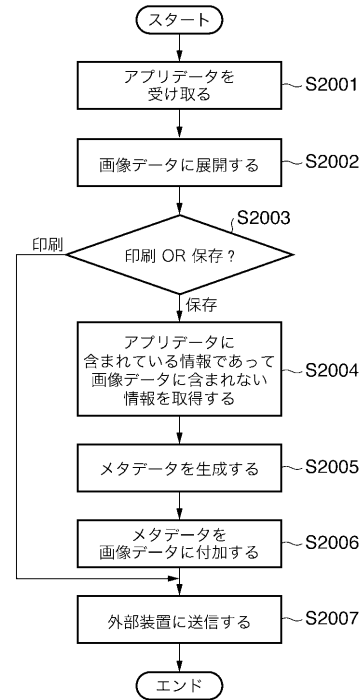 スタート
アプリデータを
受け取る
S2001
画像データに展開する
S2002
S2003
印刷 OR 保存?
印刷
保存
アプリデータに
含まれている情報であって
画像データに含まれない
情報を取得する
S2004
メタデータを生成する
S2005
メタデータを
画像データに付加する
S2006
外部装置に送信する
S2007
エンド